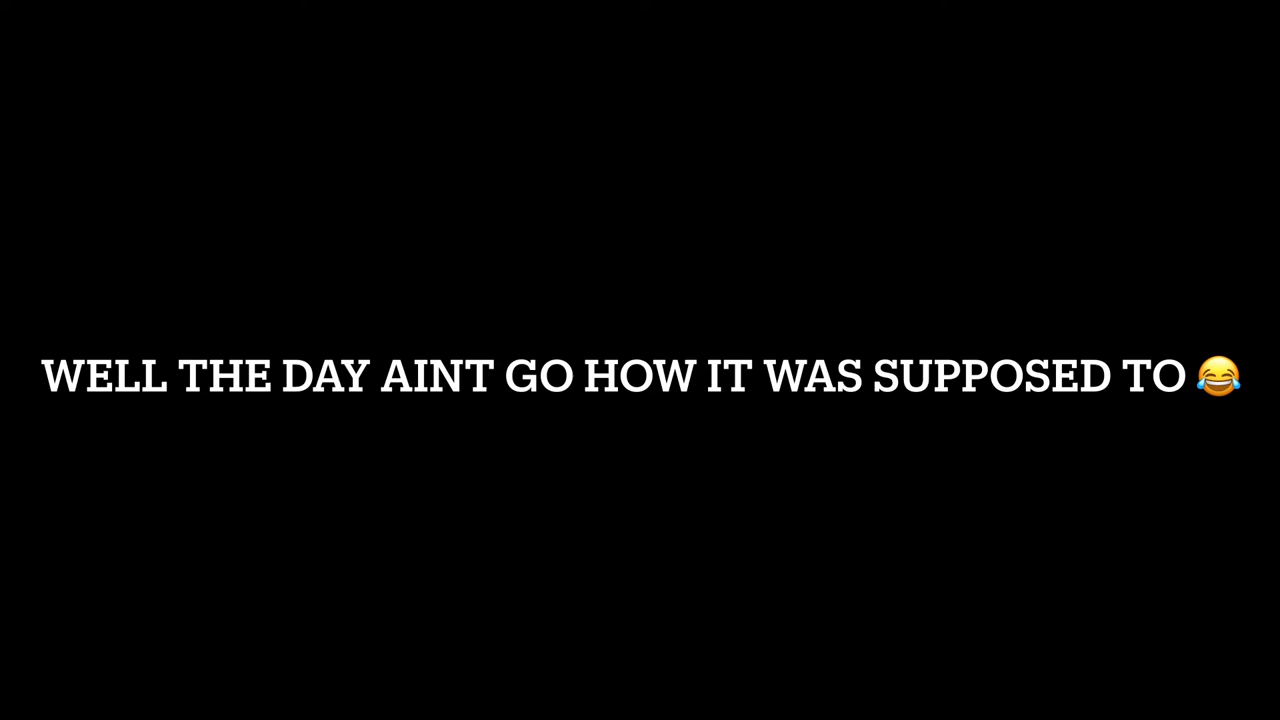 WELL THE DAY AINT GO HOW IT WAS SUPPOSED TO 😂